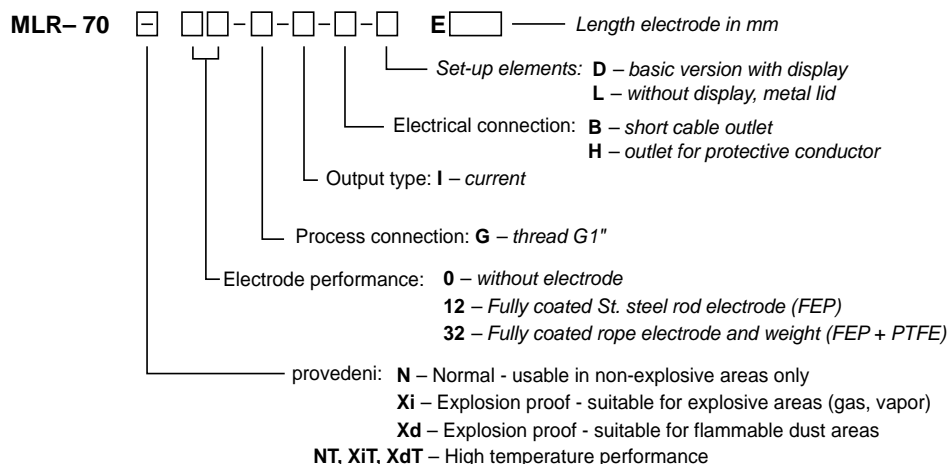 MLR– 70 – – – – – E Length electrode in mm
Set-up elements: D – basic version with display
L – without display, metal lid
Electrical connection: B – short cable outlet
H – outlet for protective conductor
Output type: I – current
Process connection: G – thread G1"
Electrode performance: 0 – without electrode
12 – Fully coated St. steel rod electrode (FEP)
32 – Fully coated rope electrode and weight (FEP + PTFE)
provedeni: N – Normal - usable in non-explosive areas only
Xi – Explosion proof - suitable for explosive areas (gas, vapor)
Xd – Explosion proof - suitable for flammable dust areas
NT, XiT, XdT – High temperature performance